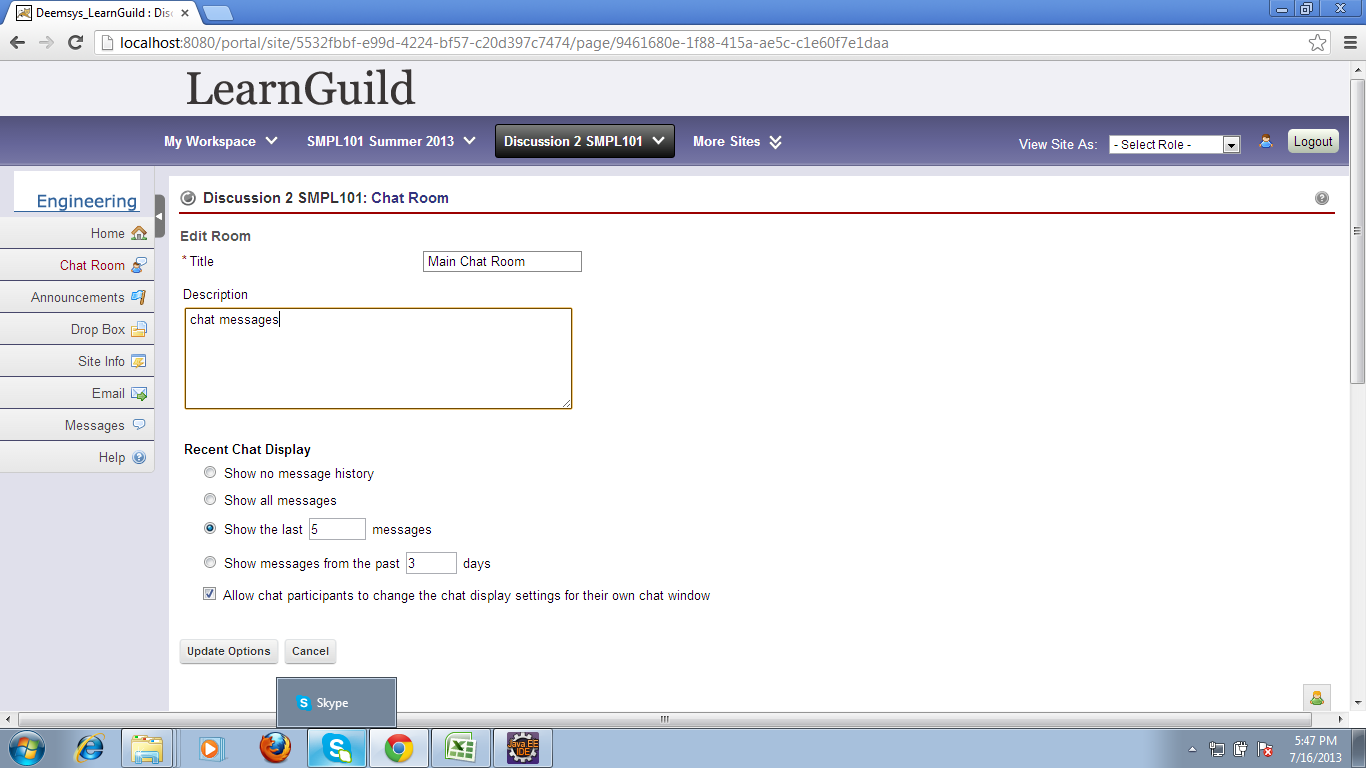 Deemsys_LearnGuild : Disc
localhost:8080/portal/site/5532fbbf-e99d-4224-bf57-c20d397c7474/page/9461680e-1f88-415a-ae5c-c1e60f7e1daa
LearnGuild
My Workspace SMPL101 Summer 2013 Discussion 2 SMPL101 More Sites View Site As: - Select Role - Logout
Engineering
Home
Chat Room
Announcements
Drop Box
Site Info
Email
Messages
Help
Discussion 2 SMPL101: Chat Room
Edit Room
* Title Main Chat Room
Description
chat messages
Recent Chat Display
Show no message history
Show all messages
Show the last 5 messages
Show messages from the past 3 days
Allow chat participants to change the chat display settings for their own chat window
Update Options Cancel
Skype
Java EE
IDE
5:47 PM
7/16/2013